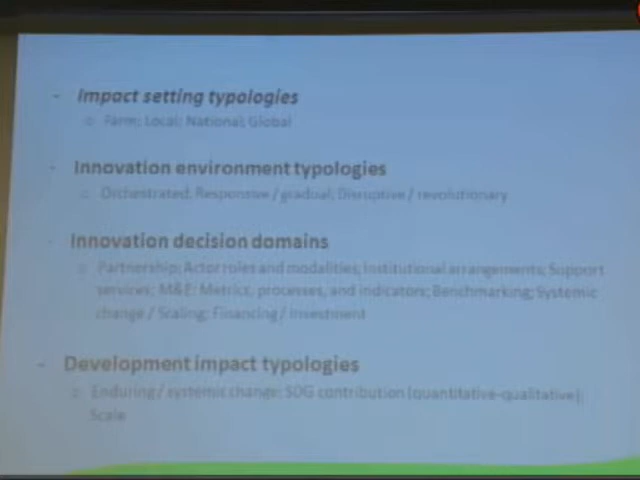 - Impact setting typologies
o Farm; Local; National; Global
- Innovation environment typologies
o Orchestrated; Responsive / gradual; Disruptive / revolutionary
- Innovation decision domains
o Partnership; Actor roles and modalities; Institutional arrangements; Support
services; M&E: Metrics, processes, and indicators; Benchmarking; Systemic
change / Scaling; Financing / Investment
- Development impact typologies
o Enduring / systemic change; SDG contribution (quantitative-qualitative);
Scale